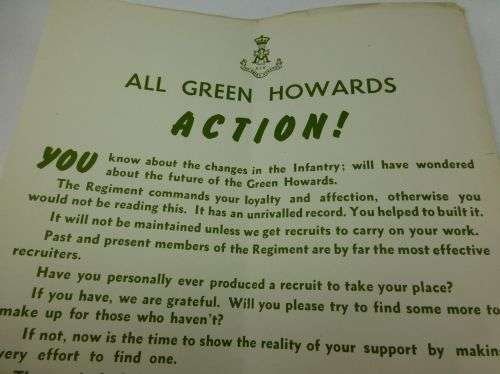 ALL GREEN HOWARDS
ACTION!
YOU know about the changes in the Infantry; will have wondered
about the future of the Green Howards.
The Regiment commands your loyalty and affection, otherwise you
would not be reading this. It has an unrivalled record. You helped to built it.
It will not be maintained unless we get recruits to carry on your work.
Past and present members of the Regiment are by far the most effective
recruiters.
Have you personally ever produced a recruit to take your place?
If you have, we are grateful. Will you please try to find some more to
make up for those who haven't?
If not, now is the time to show the reality of your support by making
very effort to find one.